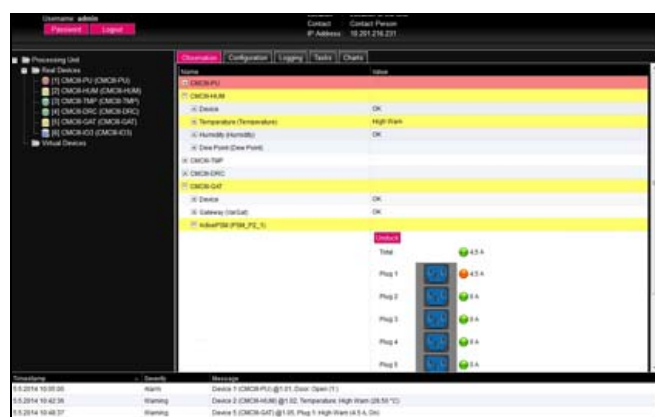 Username admin
Password Logout
Contact Contact Person
IP Address 10.201.216.231
Processing Unit
Real Devices
[1] CMCIII-PU (CMCIII-PU)
[2] CMCIII-HUM (CMCIII-HUM)
[3] CMCIII-TMP (CMCIII-TMP)
[4] CMCIII-DRC (CMCIII-DRC)
[5] CMCIII-GAT (CMCIII-GAT)
[6] CMCIII-IO3 (CMCIII-IO3)
Virtual Devices
Observation Configuration Logging Tasks Charts
Name Value
CMCIII-PU
CMCIII-HUM
Device OK
Temperature (Temperature) High Warn
Humidity (Humidity) OK
Dew Point (Dew Point)
CMCIII-TMP
CMCIII-DRC
CMCIII-GAT
Device OK
Gateway (VarGat) OK
ActivePSM (PSM_P2_1)
Unlock
Total 4.5 A
Plug 1 4.5 A
Plug 2 0 A
Plug 3 0 A
Plug 4 0 A
Plug 5 0 A
Timestamp Severity Message
Alarm Device 1 (CMCIII-PU) @1.01, Door: Open (1 )
5.5.2014 10:42:36 Warning Device 2 (CMCIII-HUM) @1.02, Temperature: High Warn (28.50 °C)
5.5.2014 10:48:37 Warning Device 5 (CMCIII-GAT) @1.05, Plug 1: High Warn (4.5 A, On)